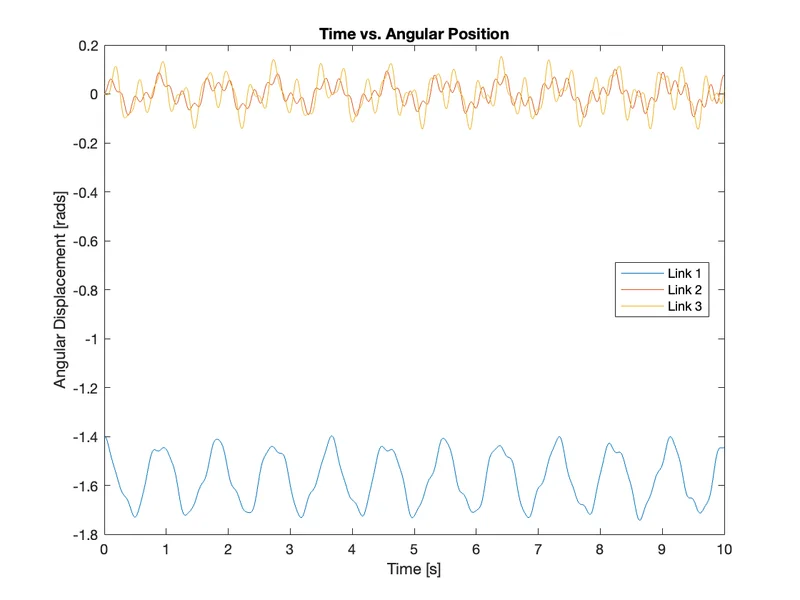 Time vs. Angular Position
Angular Displacement [rads]
0.2
0
-0.2
-0.4
-0.6
-0.8
-1
-1.2
-1.4
-1.6
-1.8
Link 1
Link 2
Link 3
0 1 2 3 4 5 6 7 8 9 10
Time [s]